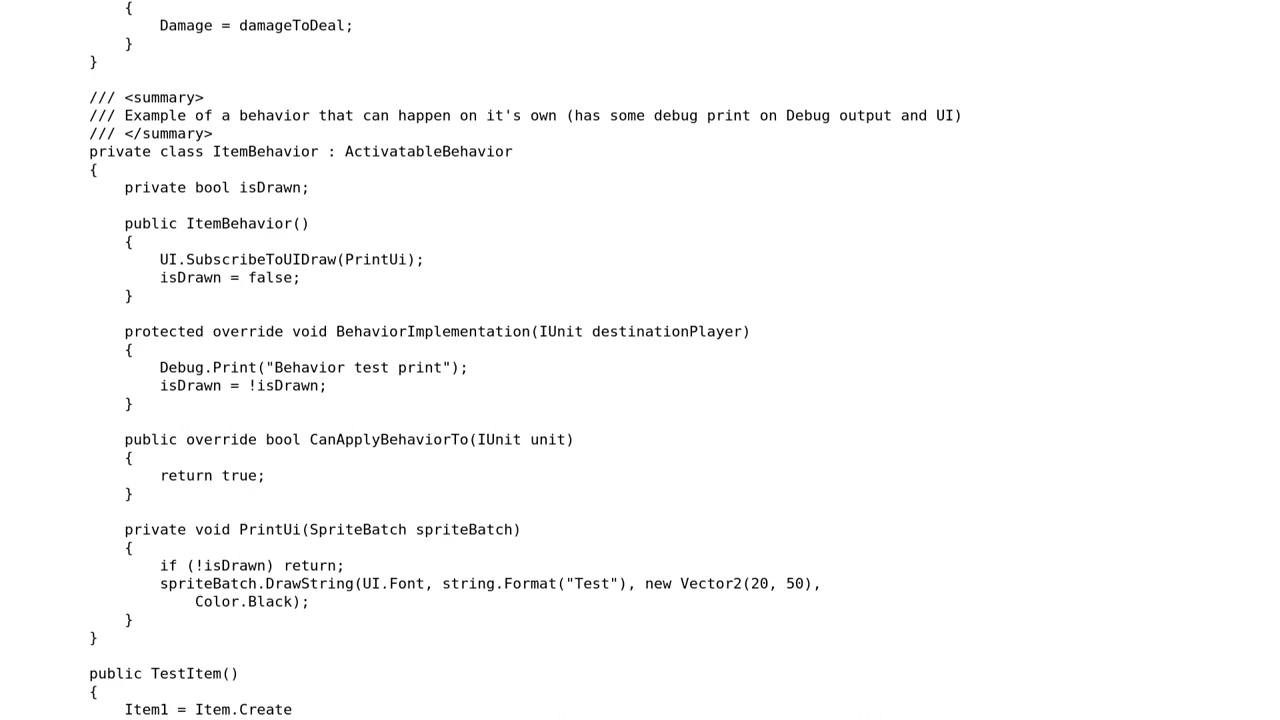 {
Damage = damageToDeal;
}
}
/// <summary>
/// Example of a behavior that can happen on it's own (has some debug print on Debug output and UI)
/// </summary>
private class ItemBehavior : ActivatableBehavior
{
private bool isDrawn;
public ItemBehavior()
{
UI.SubscribeToUIDraw(PrintUi);
isDrawn = false;
}
protected override void BehaviorImplementation(IUnit destinationPlayer)
{
Debug.Print("Behavior test print");
isDrawn = !isDrawn;
}
public override bool CanApplyBehaviorTo(IUnit unit)
{
return true;
}
private void PrintUi(SpriteBatch spriteBatch)
{
if (!isDrawn) return;
spriteBatch.DrawString(UI.Font, string.Format("Test"), new Vector2(20, 50),
Color.Black);
}
}
public TestItem()
{
Item1 = Item.Create